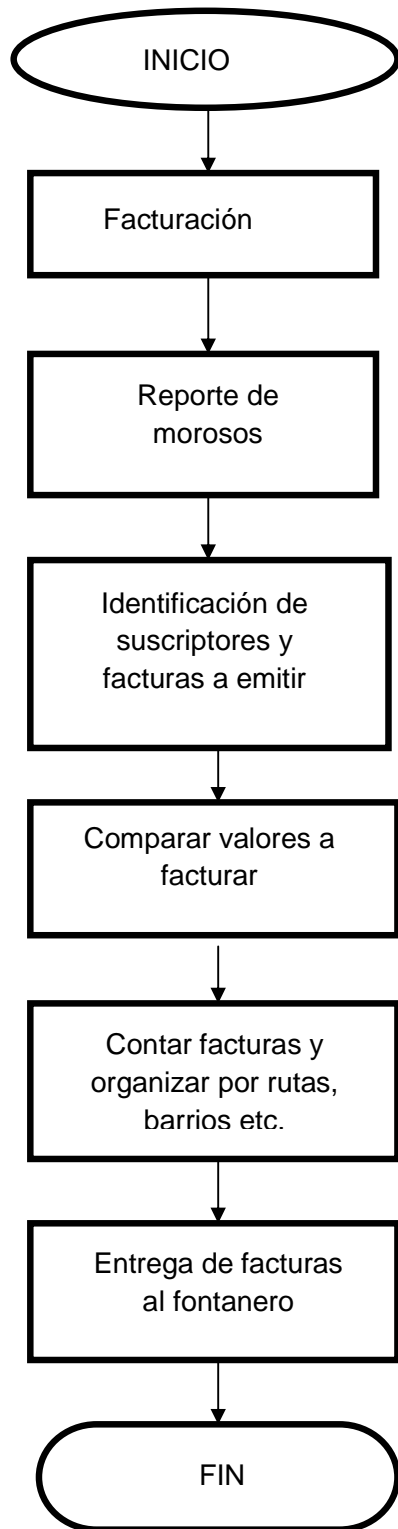 INICIO
Facturación
Reporte de
morosos
Identificación de
suscriptores y
facturas a emitir
Comparar valores a
facturar
Contar facturas y
organizar por rutas,
barrios etc.
Entrega de facturas
al fontanero
FIN